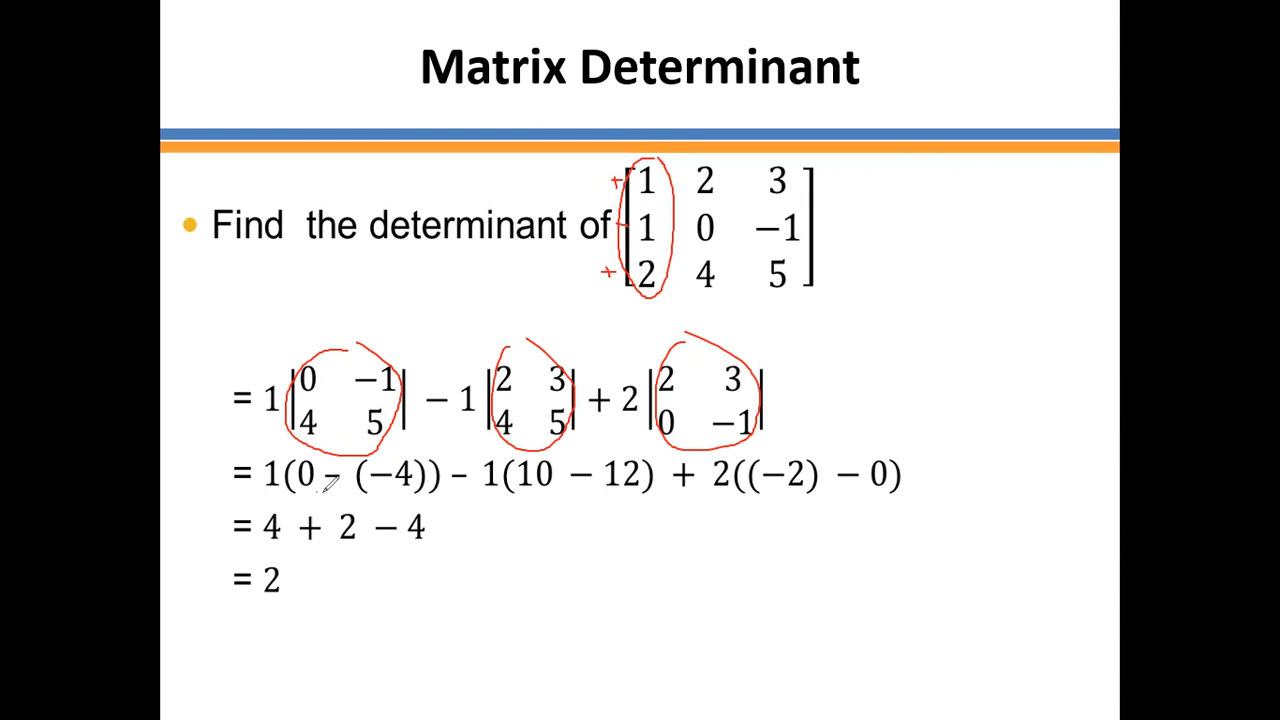 Matrix Determinant
• Find the determinant of
+ [1 2 3]
- [1 0 −1]
+ [2 4 5]
= 1 |0 −1; 4 5| − 1 |2 3; 4 5| + 2 |2 3; 0 −1|
= 1(0 − (−4)) – 1(10 − 12) + 2((−2) − 0)
= 4 + 2 − 4
= 2